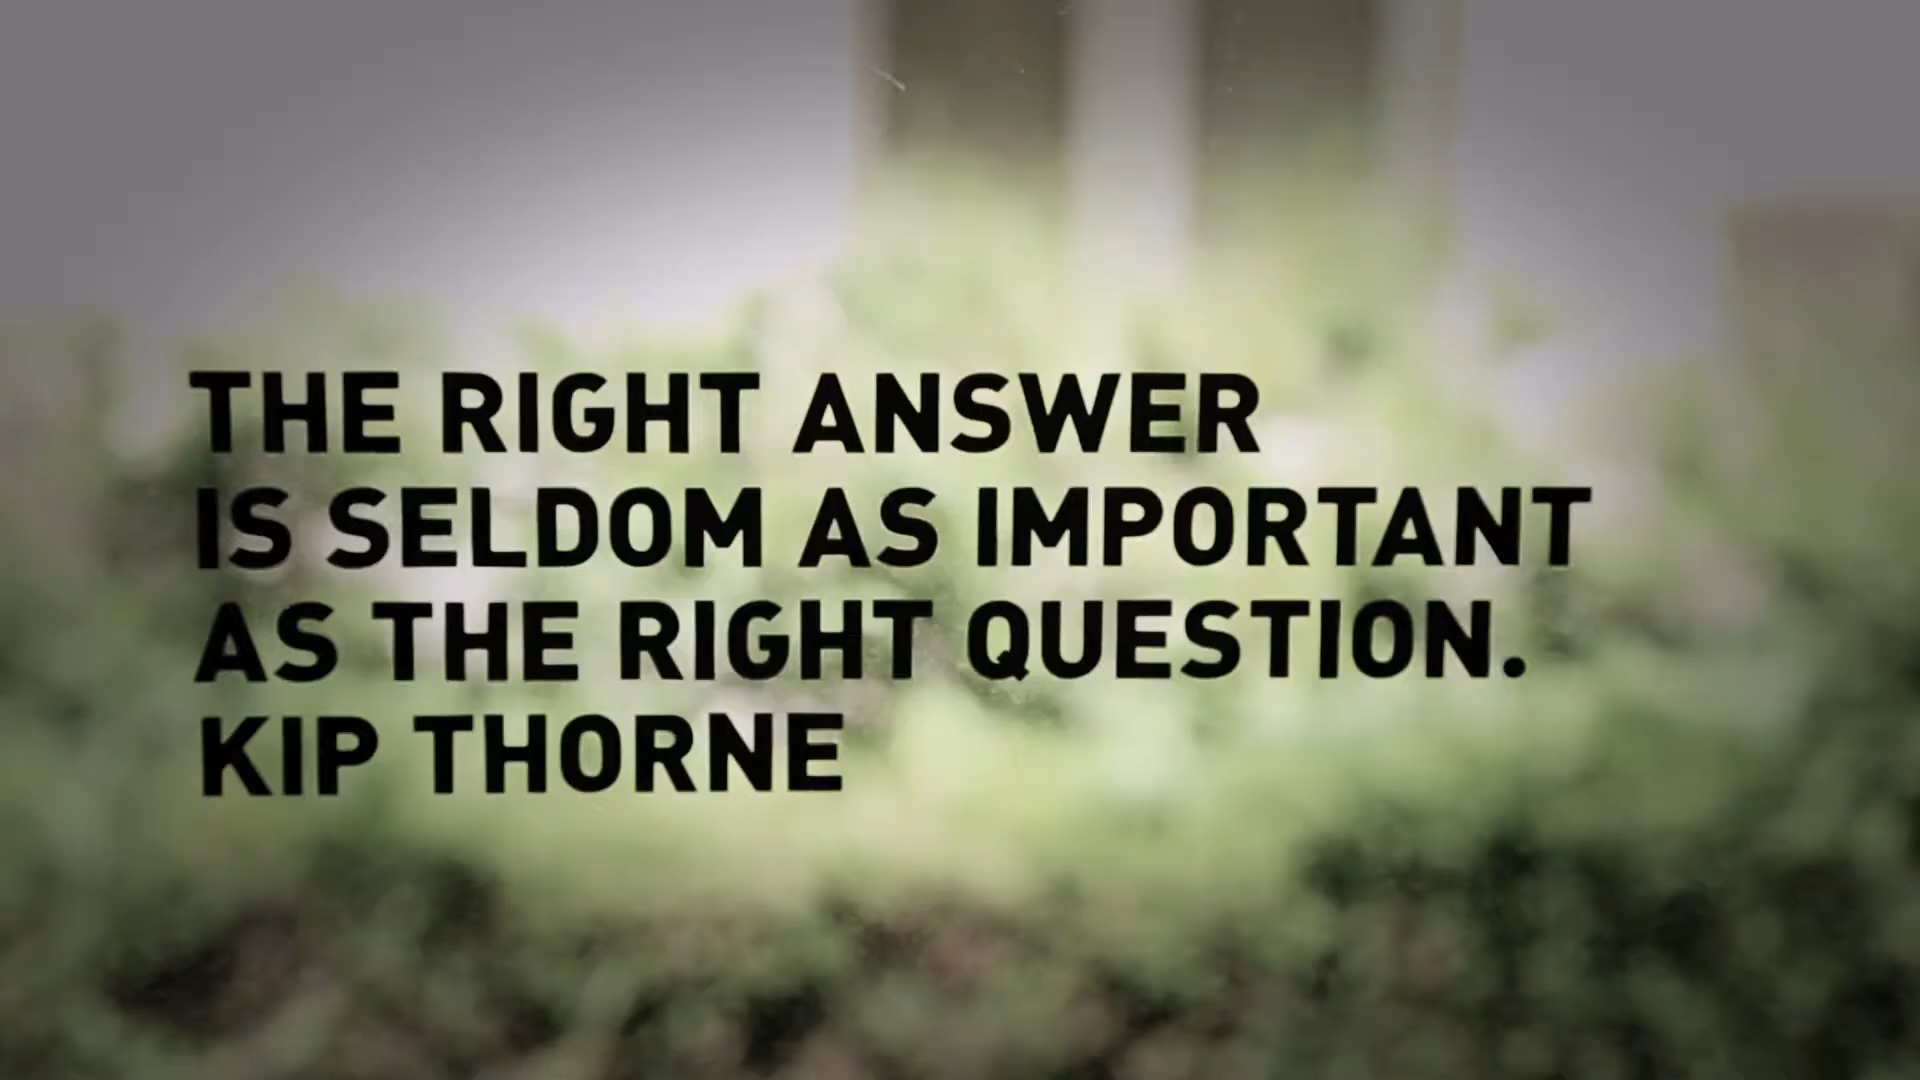 THE RIGHT ANSWER
IS SELDOM AS IMPORTANT
AS THE RIGHT QUESTION.
KIP THORNE